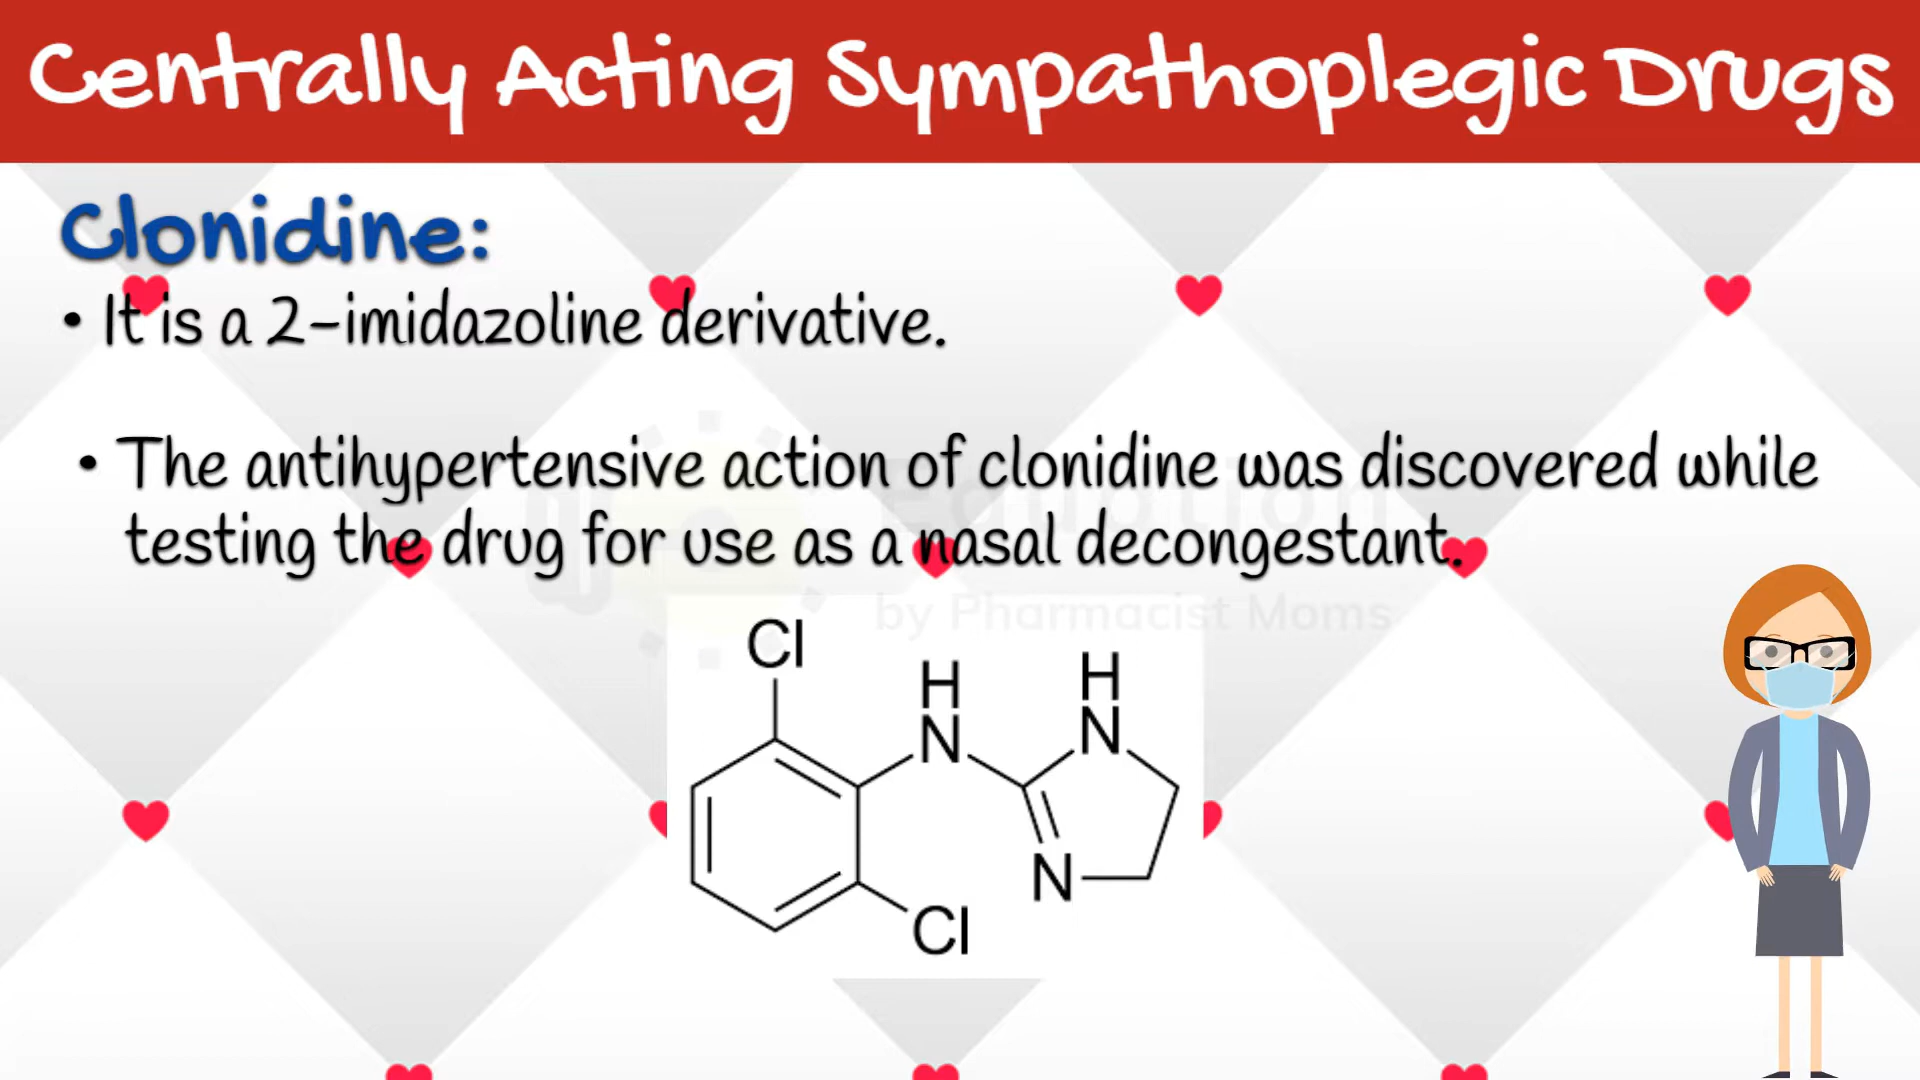 Centrally Acting Sympathoplegic Drugs
Clonidine:
• It is a 2-imidazoline derivative.
• The antihypertensive action of clonidine was discovered while
testing the drug for use as a nasal decongestant.
by Pharmacist Moms
Cl
H
N
H
N
N
Cl